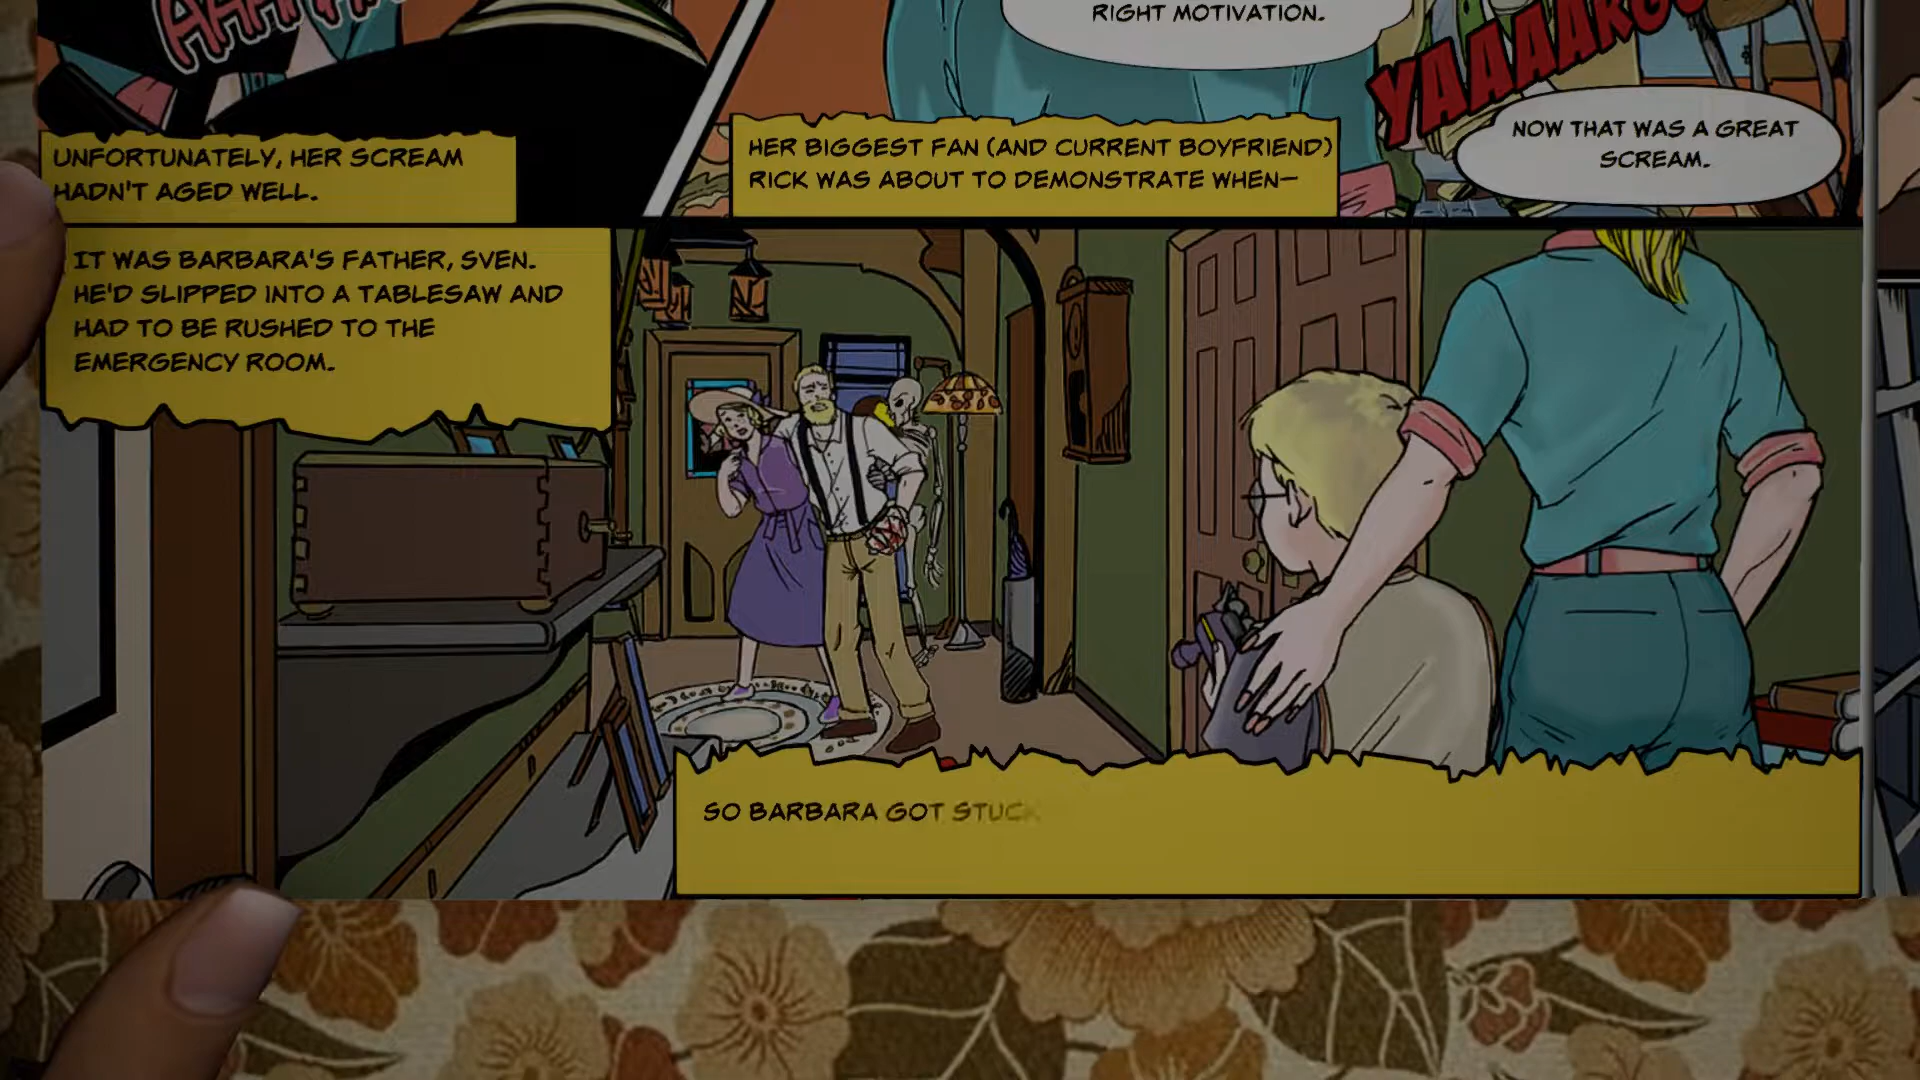 RIGHT MOTIVATION.
UNFORTUNATELY, HER SCREAM
HADN'T AGED WELL.
HER BIGGEST FAN (AND CURRENT BOYFRIEND)
RICK WAS ABOUT TO DEMONSTRATE WHEN—
NOW THAT WAS A GREAT
SCREAM.
IT WAS BARBARA'S FATHER, SVEN.
HE'D SLIPPED INTO A TABLESAW AND
HAD TO BE RUSHED TO THE
EMERGENCY ROOM.
SO BARBARA GOT STUCK